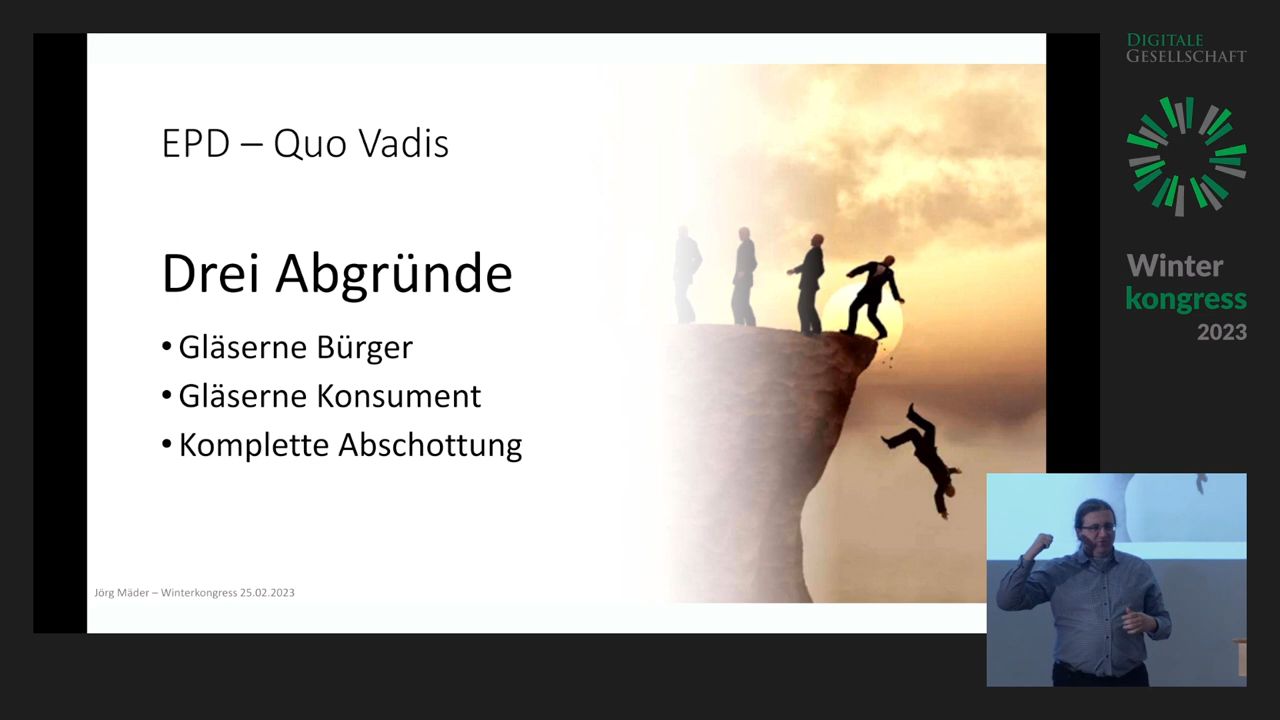 EPD – Quo Vadis
Drei Abgründe
• Gläserne Bürger
• Gläserne Konsument
• Komplette Abschottung
Jörg Mäder – Winterkongress 25.02.2023
DIGITALE
GESELLSCHAFT
Winter
kongress
2023